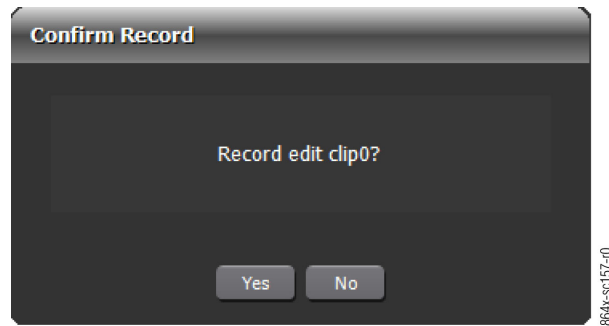 Confirm Record
Record edit clip0?
Yes No
864x-sc157-r0